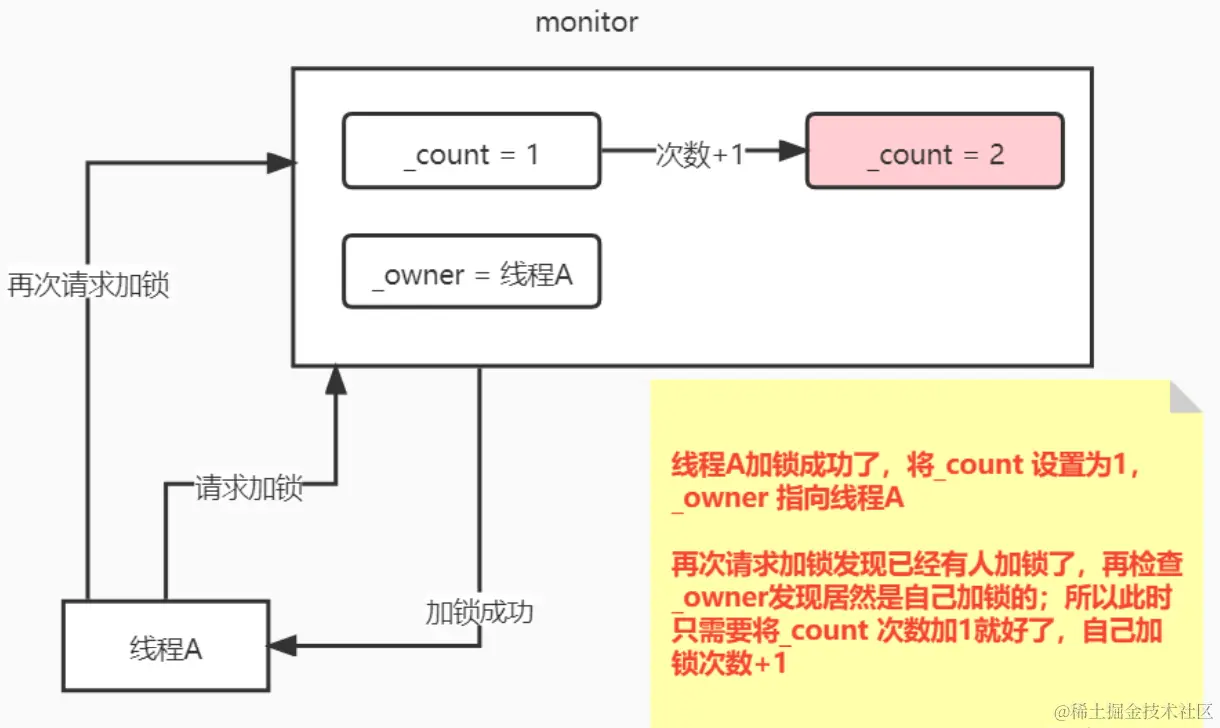 monitor
_count = 1
次数+1
_count = 2
_owner = 线程A
再次请求加锁
请求加锁
加锁成功
线程A
线程A加锁成功了，将_count 设置为1，
_owner 指向线程A
再次请求加锁发现已经有人加锁了，再检查
_owner发现居然是自己加锁的；所以此时
只需要将_count 次数加1就好了，自己加
锁次数+1
@稀土掘金技术社区